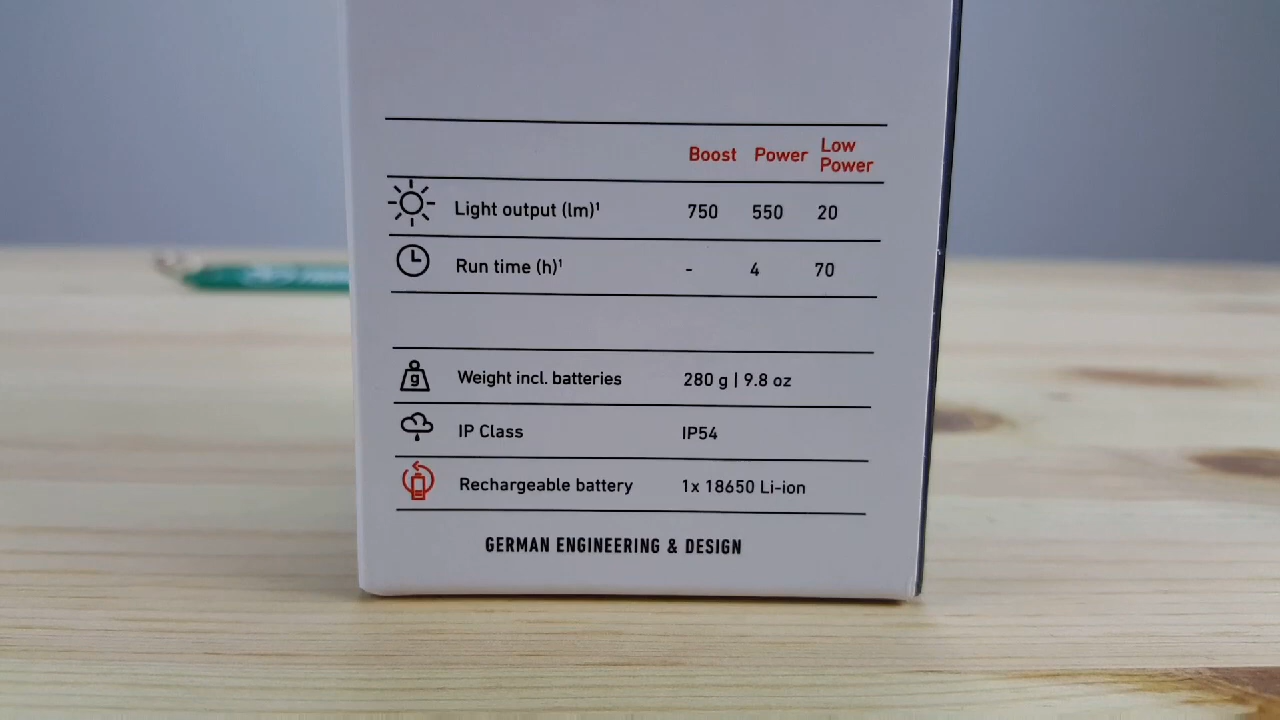 Boost Power Low Power
Light output (lm)¹ 750 550 20
Run time (h)¹ - 4 70
Weight incl. batteries 280 g | 9.8 oz
IP Class IP54
Rechargeable battery 1x 18650 Li-ion
GERMAN ENGINEERING & DESIGN